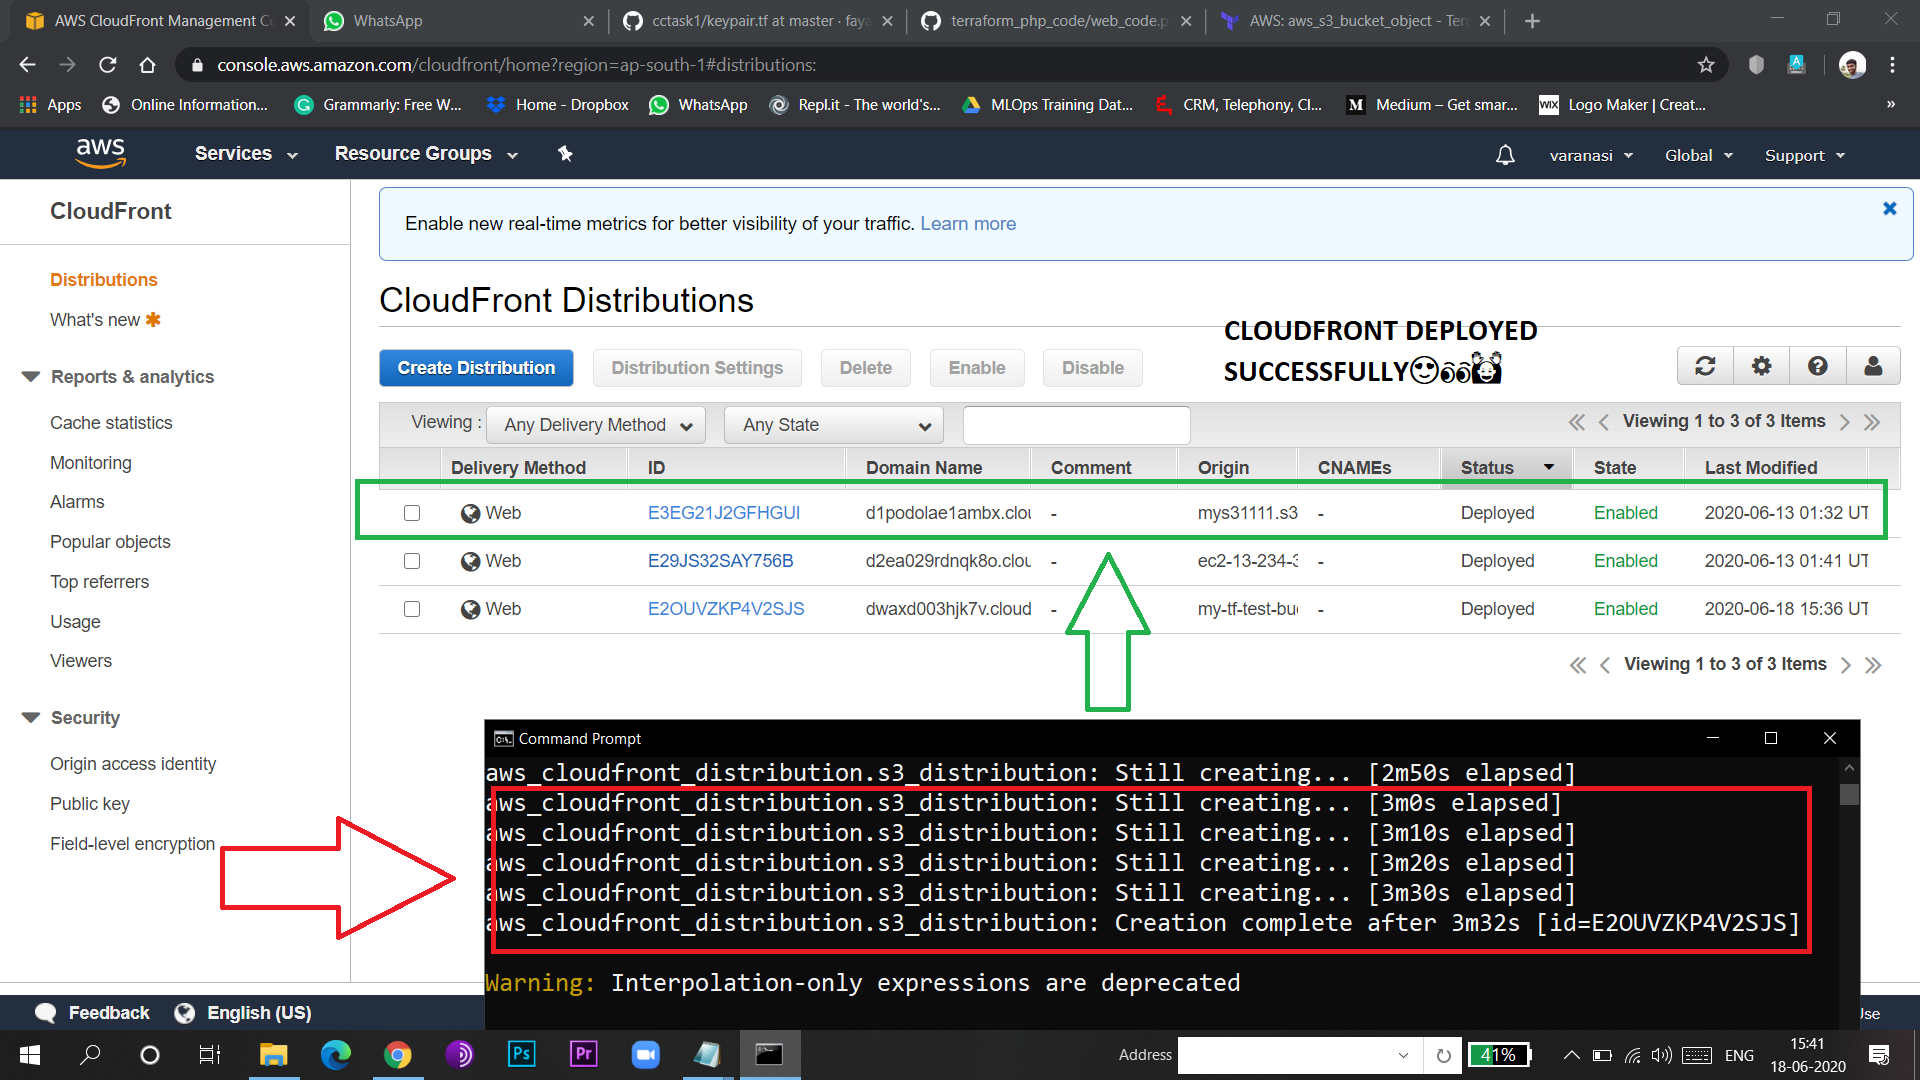 AWS CloudFront Management Co
WhatsApp
cctask1/keypair.tf at master · faya
terraform_php_code/web_code.p
AWS: aws_s3_bucket_object - Terr
console.aws.amazon.com/cloudfront/home?region=ap-south-1#distributions:
Apps
Online Information...
Grammarly: Free W...
Home - Dropbox
WhatsApp
Repl.it - The world's...
MLOps Training Dat...
CRM, Telephony, Cl...
M
Medium – Get smar...
WIX
Logo Maker | Creat...
»
aws
Services
Resource Groups
varanasi
Global
Support
CloudFront
Distributions
What's new
Reports & analytics
Cache statistics
Monitoring
Alarms
Popular objects
Top referrers
Usage
Viewers
Security
Origin access identity
Public key
Field-level encryption
Enable new real-time metrics for better visibility of your traffic. Learn more
CloudFront Distributions
CLOUDFRONT DEPLOYED
SUCCESSFULLY
Create Distribution
Distribution Settings
Delete
Enable
Disable
Viewing :
Any Delivery Method
Any State
Viewing 1 to 3 of 3 Items
Delivery Method ID Domain Name Comment Origin CNAMEs Status State Last Modified
Web E3EG21J2GFHGUI d1podolae1ambx.clou - mys31111.s3 - Deployed Enabled 2020-06-13 01:32 UT
Web E29JS32SAY756B d2ea029rdnqk8o.clou - ec2-13-234-3 - Deployed Enabled 2020-06-13 01:41 UT
Web E2OUVZKP4V2SJS dwaxd003hjk7v.cloud - my-tf-test-bu - Deployed Enabled 2020-06-18 15:36 UT
Viewing 1 to 3 of 3 Items
Command Prompt
aws_cloudfront_distribution.s3_distribution: Still creating... [2m50s elapsed]
aws_cloudfront_distribution.s3_distribution: Still creating... [3m0s elapsed]
aws_cloudfront_distribution.s3_distribution: Still creating... [3m10s elapsed]
aws_cloudfront_distribution.s3_distribution: Still creating... [3m20s elapsed]
aws_cloudfront_distribution.s3_distribution: Still creating... [3m30s elapsed]
aws_cloudfront_distribution.s3_distribution: Creation complete after 3m32s [id=E2OUVZKP4V2SJS]
Warning: Interpolation-only expressions are deprecated
Feedback
English (US)
Use
Ps
Pr
Address
41%
ENG
15:41
18-06-2020